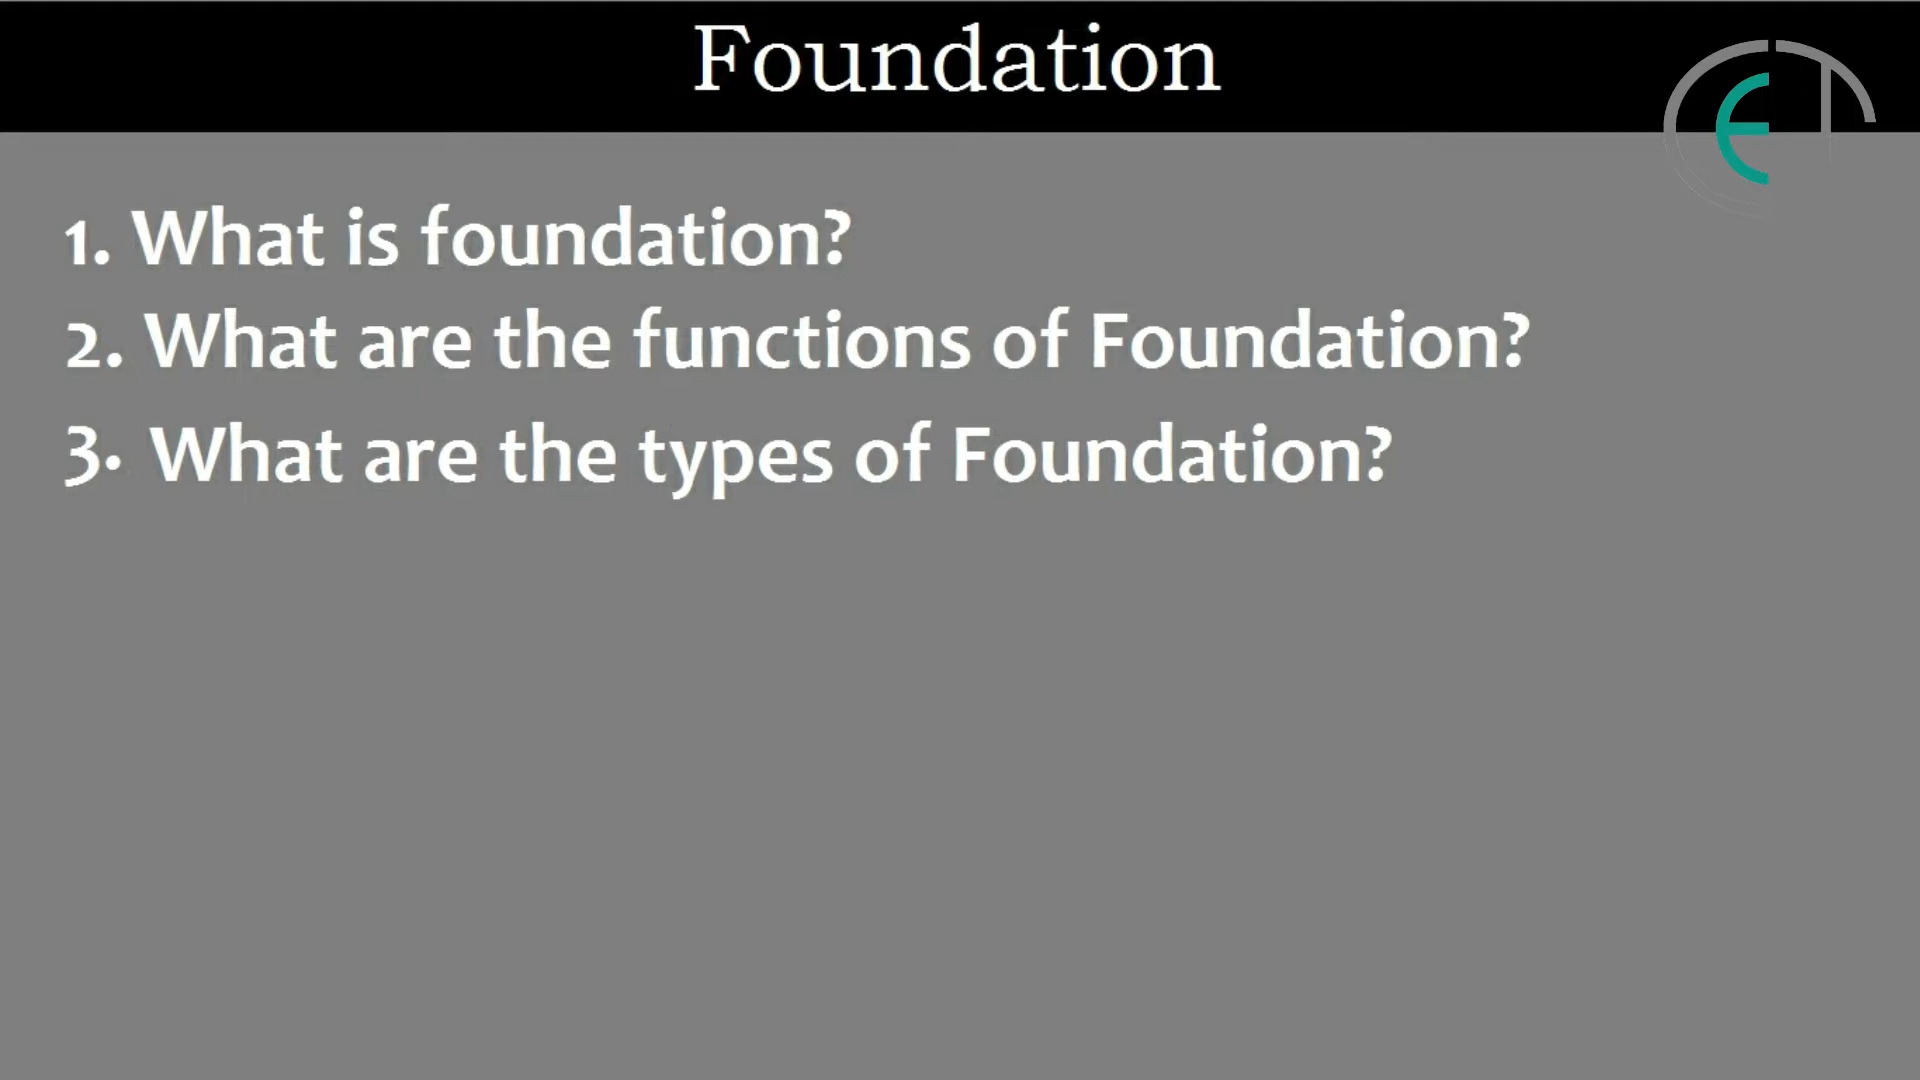 Foundation
1. What is foundation?
2. What are the functions of Foundation?
3. What are the types of Foundation?